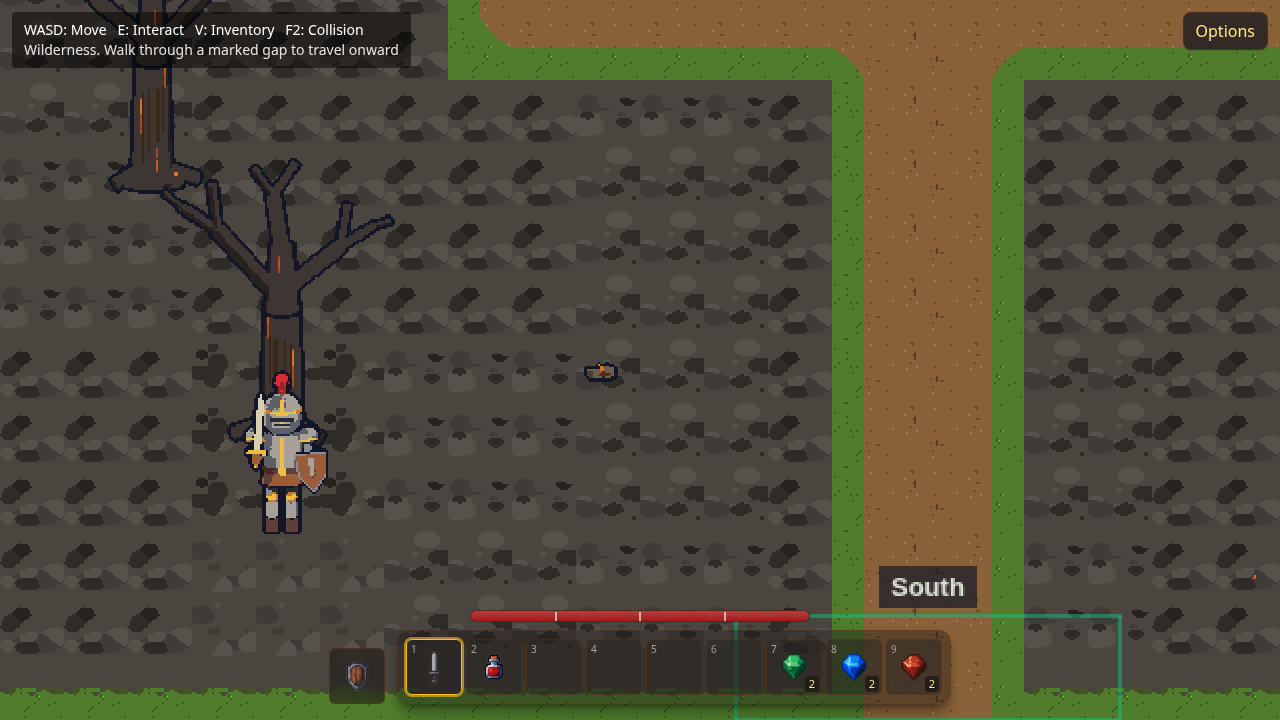 WASD: Move   E: Interact   V: Inventory   F2: Collision
Wilderness. Walk through a marked gap to travel onward
Options
South
1 2 3 4 5 6 7 8 9
2 2 2